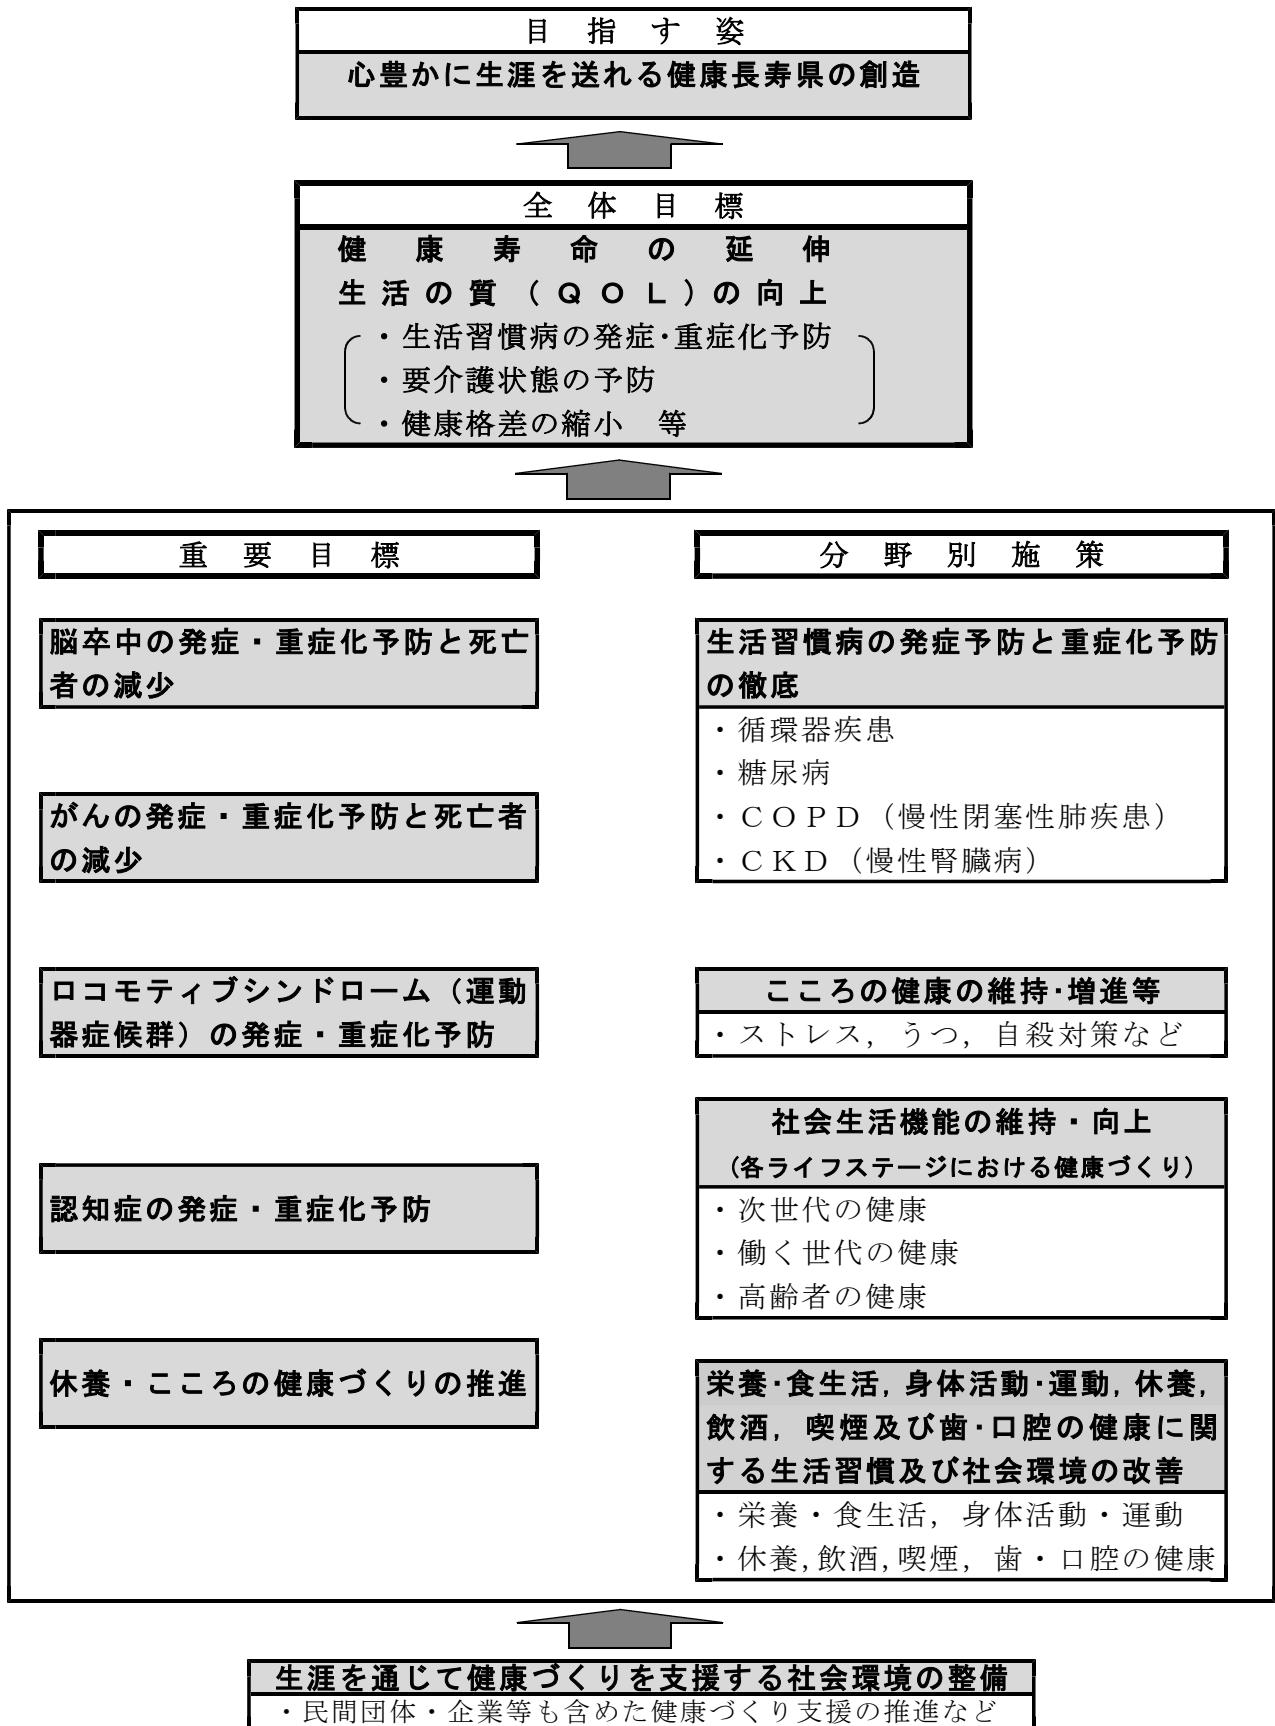 目 指 す 姿
心豊かに生涯を送れる健康長寿県の創造
全 体 目 標
健 康 寿 命 の 延 伸
生活の質(QOL)の向上
・生活習慣病の発症・重症化予防
・要介護状態の予防
・健康格差の縮小 等
重 要 目 標
脳卒中の発症・重症化予防と死亡
者の減少
がんの発症・重症化予防と死亡者
の減少
ロコモティブシンドローム(運動
器症候群)の発症・重症化予防
認知症の発症・重症化予防
休養・こころの健康づくりの推進
分 野 別 施 策
生活習慣病の発症予防と重症化予防
の徹底
・循環器疾患
・糖尿病
・COPD(慢性閉塞性肺疾患)
・CKD(慢性腎臓病)
こころの健康の維持・増進等
・ストレス,うつ,自殺対策など
社会生活機能の維持・向上
(各ライフステージにおける健康づくり)
・次世代の健康
・働く世代の健康
・高齢者の健康
栄養・食生活,身体活動・運動,休養,
飲酒,喫煙及び歯・口腔の健康に関
する生活習慣及び社会環境の改善
・栄養・食生活,身体活動・運動
・休養,飲酒,喫煙,歯・口腔の健康
生涯を通じて健康づくりを支援する社会環境の整備
・民間団体・企業等も含めた健康づくり支援の推進など